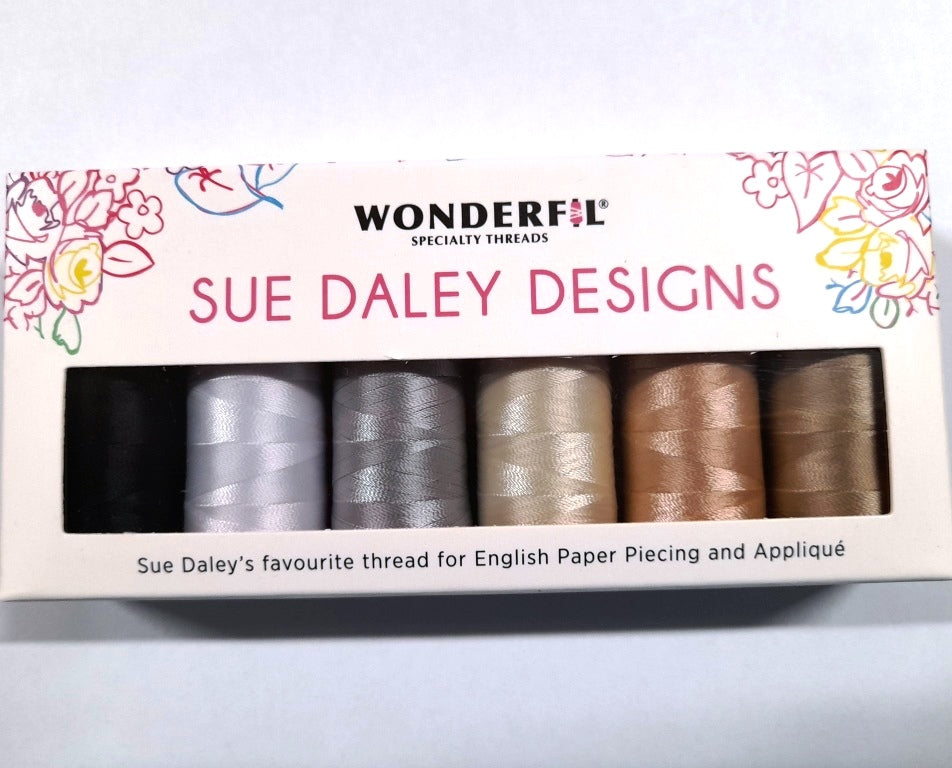 WONDERFIL®
SPECIALTY THREADS
SUE DALEY DESIGNS
Sue Daley's favourite thread for English Paper Piecing and Appliqué